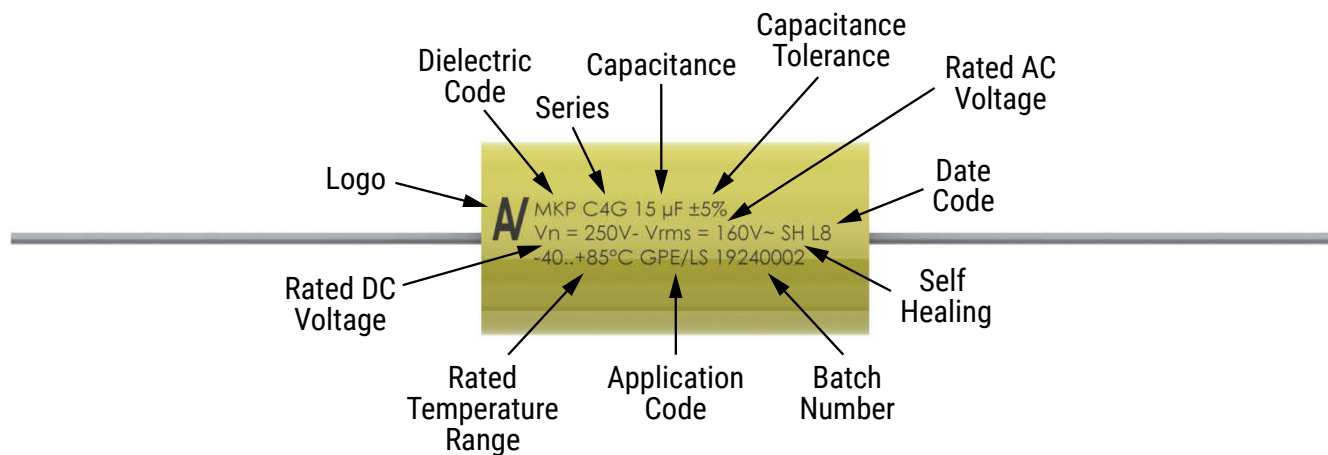 Capacitance
Tolerance
Dielectric
Code
Capacitance
Rated AC
Voltage
Series
Logo
Date
Code
MKP C4G 15 µF ±5%
Vn = 250V- Vrms = 160V~ SH L8
-40..+85°C GPE/LS 19240002
Rated DC
Voltage
Self
Healing
Rated
Temperature
Range
Application
Code
Batch
Number